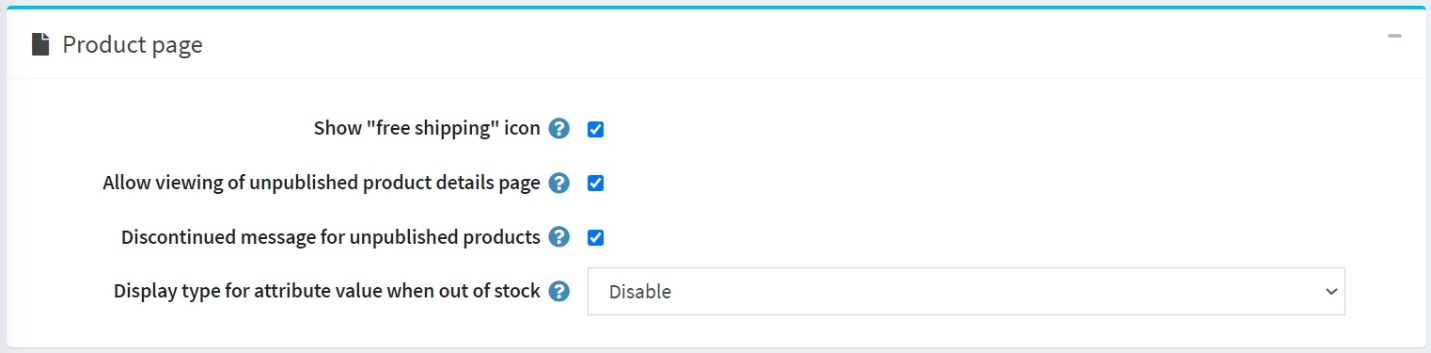 Product page
Show "free shipping" icon
Allow viewing of unpublished product details page
Discontinued message for unpublished products
Display type for attribute value when out of stock Disable